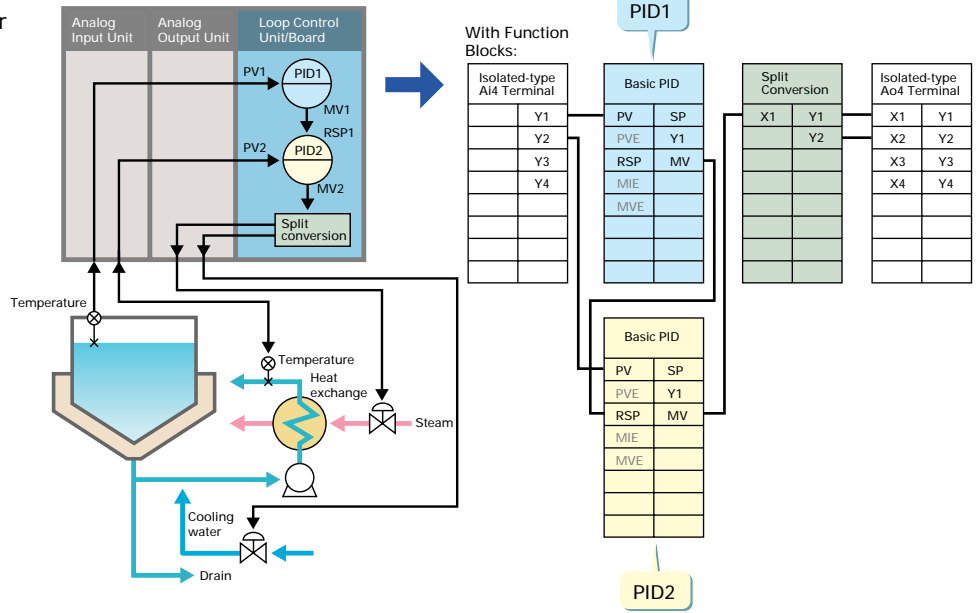 r
Analog
Input Unit
Analog
Output Unit
Loop Control
Unit/Board
PV1
PID1
MV1
RSP1
PV2
PID2
MV2
Split
conversion
Temperature
Temperature
Heat
exchange
Steam
Cooling
water
Drain
With Function
Blocks:
PID1
Isolated-type
Ai4 Terminal
Y1
Y2
Y3
Y4
Basic PID
PV SP
PVE Y1
RSP MV
MIE
MVE
Split
Conversion
X1 Y1
Y2
Isolated-type
Ao4 Terminal
X1 Y1
X2 Y2
X3 Y3
X4 Y4
Basic PID
PV SP
PVE Y1
RSP MV
MIE
MVE
PID2